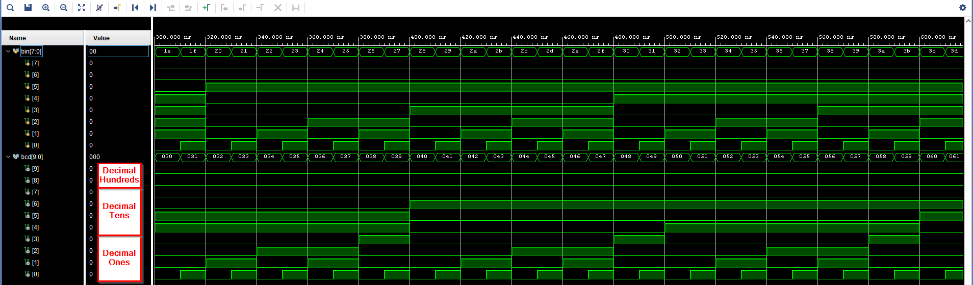 300.000 ns 320.000 ns 340.000 ns 360.000 ns 380.000 ns 400.000 ns 420.000 ns 440.000 ns 460.000 ns 480.000 ns 500.000 ns 520.000 ns 540.000 ns 560.000 ns 580.000 ns 600.000 ns
Name Value
bin[7:0] 00 1e 1f 20 21 22 23 24 25 26 27 28 29 2a 2b 2c 2d 2e 2f 30 31 32 33 34 35 36 37 38 39 3a 3b 3c 3d
[7] 0
[6] 0
[5] 0
[4] 0
[3] 0
[2] 0
[1] 0
[0] 0
bcd[9:0] 000 030 031 032 033 034 035 036 037 038 039 040 041 042 043 044 045 046 047 048 049 050 051 052 053 054 055 056 057 058 059 060 061
[9] 0 Decimal
[8] 0 Hundreds
[7] 0
[6] 0 Decimal
[5] 0 Tens
[4] 0
[3] 0
[2] 0 Decimal
[1] 0 Ones
[0] 0